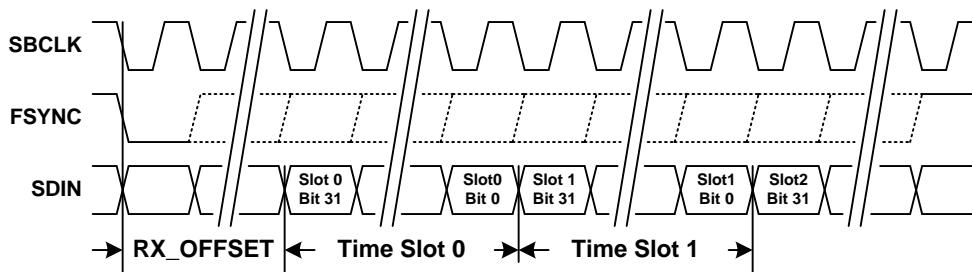 SBCLK
FSYNC
SDIN
Slot 0
Bit 31
Slot0
Bit 0
Slot 1
Bit 31
Slot1
Bit 0
Slot2
Bit 31
RX_OFFSET
Time Slot 0
Time Slot 1